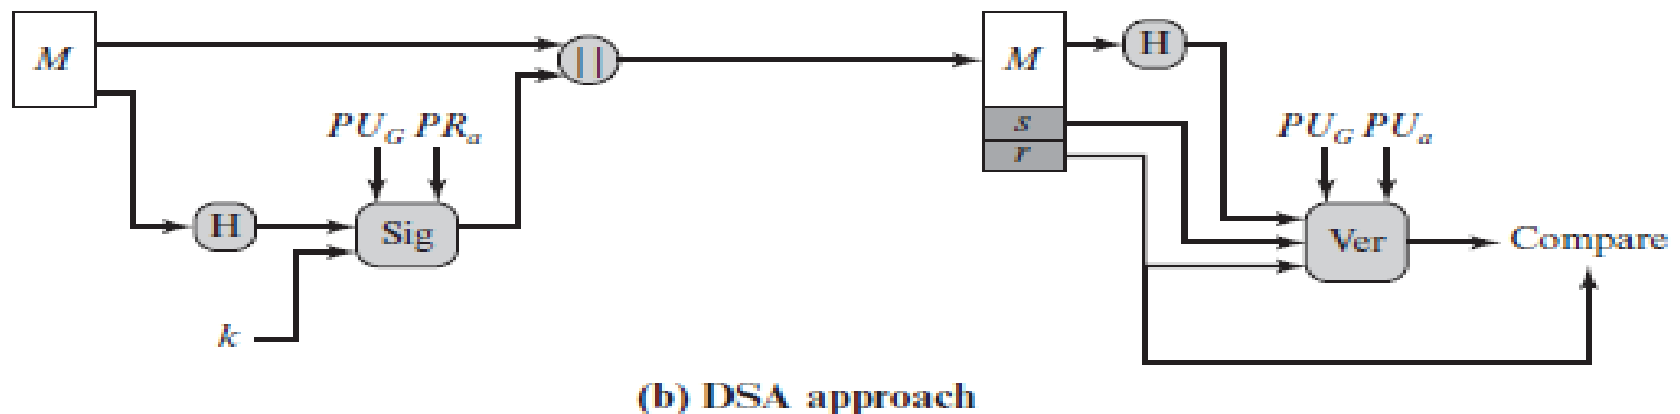 M
||
M
H
s
r
PU_G PR_a
PU_G PU_a
H
Sig
Ver
Compare
k
(b) DSA approach